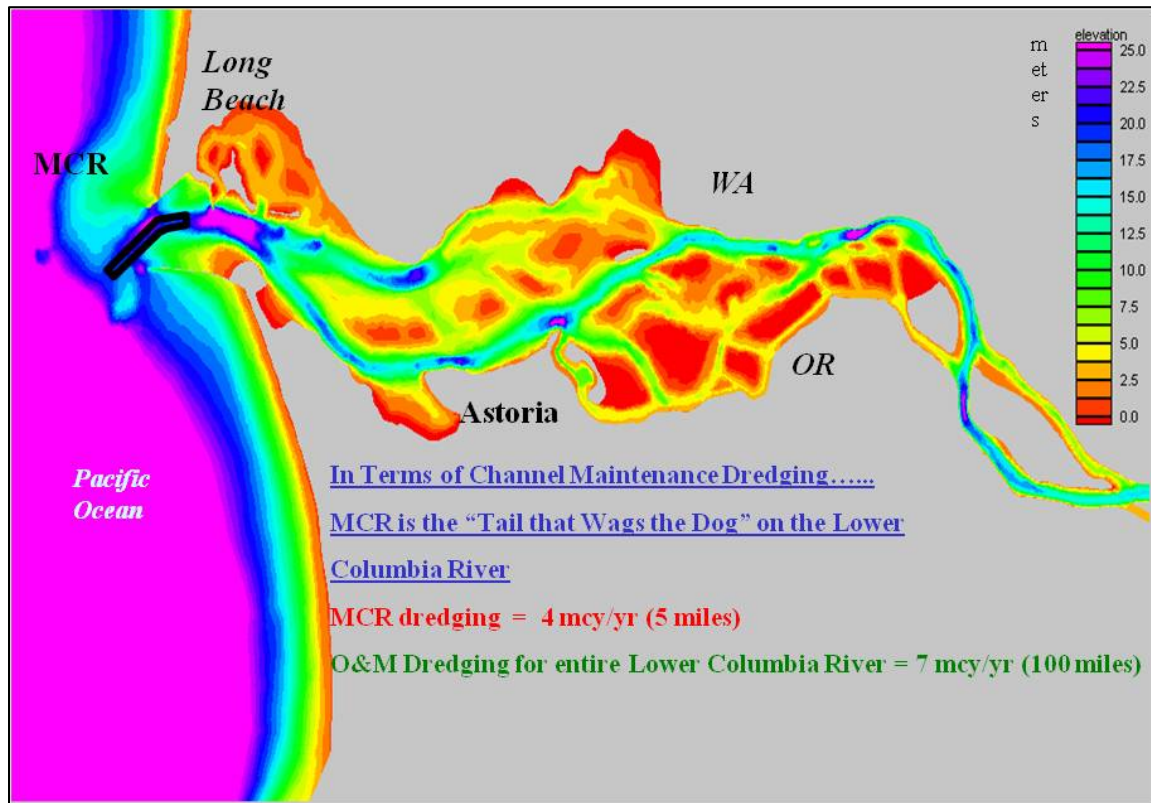 Long
Beach
MCR
WA
OR
Astoria
Pacific
Ocean
In Terms of Channel Maintenance Dredging…...
MCR is the “Tail that Wags the Dog” on the Lower
Columbia River
MCR dredging = 4 mcy/yr (5 miles)
O&M Dredging for entire Lower Columbia River = 7 mcy/yr (100 miles)
m
et
er
s
elevation
25.0
22.5
20.0
17.5
15.0
12.5
10.0
7.5
5.0
2.5
0.0